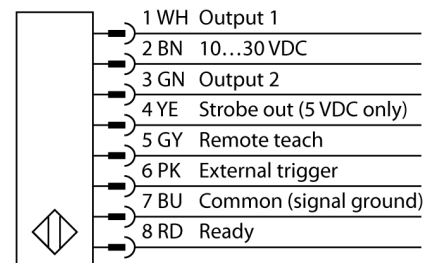 1 WH Output 1
2 BN 10...30 VDC
3 GN Output 2
4 YE Strobe out (5 VDC only)
5 GY Remote teach
6 PK External trigger
7 BU Common (signal ground)
8 RD Ready